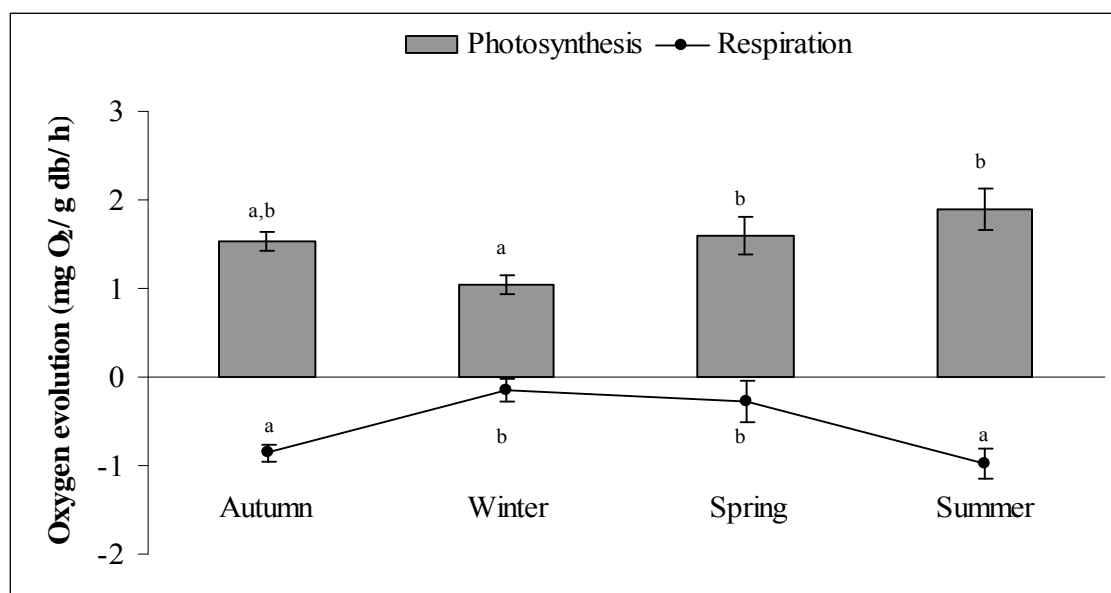 Photosynthesis Respiration
Oxygen evolution (mg O₂/ g db/ h)
3
2
1
0
-1
-2
a,b
a
b
b
a
b
b
a
Autumn Winter Spring Summer